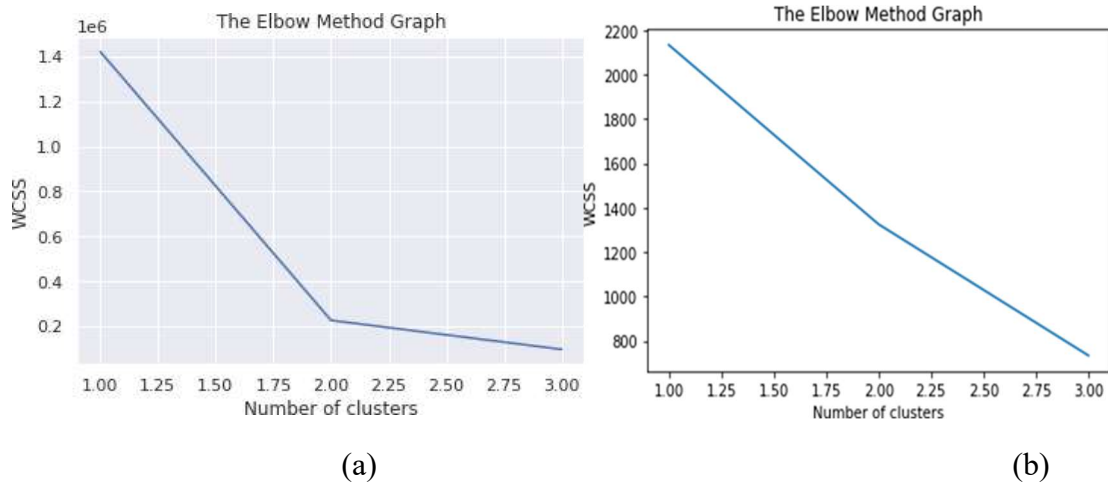 The Elbow Method Graph
1e6
1.4
1.2
1.0
0.8
0.6
0.4
0.2
WCSS
1.00 1.25 1.50 1.75 2.00 2.25 2.50 2.75 3.00
Number of clusters
(a)
The Elbow Method Graph
2200
2000
1800
1600
1400
1200
1000
800
WCSS
1.00 1.25 1.50 1.75 2.00 2.25 2.50 2.75 3.00
Number of clusters
(b)